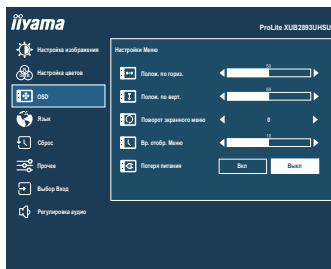 iiyama
ProLite XUB2893UHSU
Настройка изображения
Настройка цветов
OSD
Язык
Сброс
Прочее
Выбор Вход
Регулировка аудио
Настройки Меню
Полож. по гориз. 50
Полож. по верт. 50
Поворот экранного меню 0
Вр. отобр. Меню 10
Потеря питания Вкл Выкл